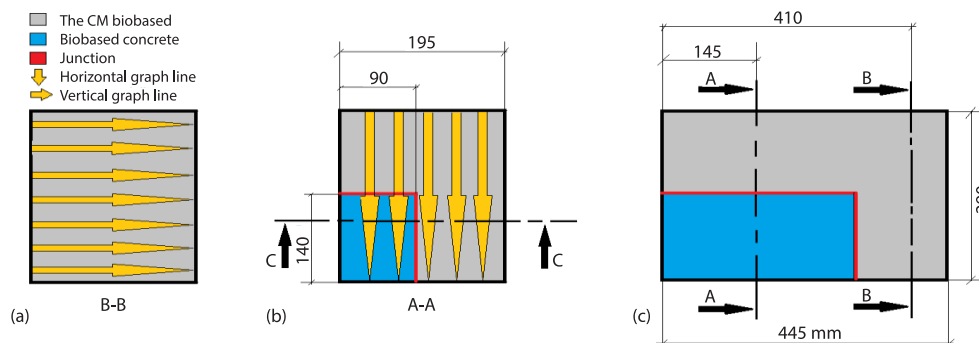 The CM biobased
Biobased concrete
Junction
Horizontal graph line
Vertical graph line
B-B
(a)
195
90
140
C
C
A-A
(b)
410
145
A
B
A
B
445 mm
(c)